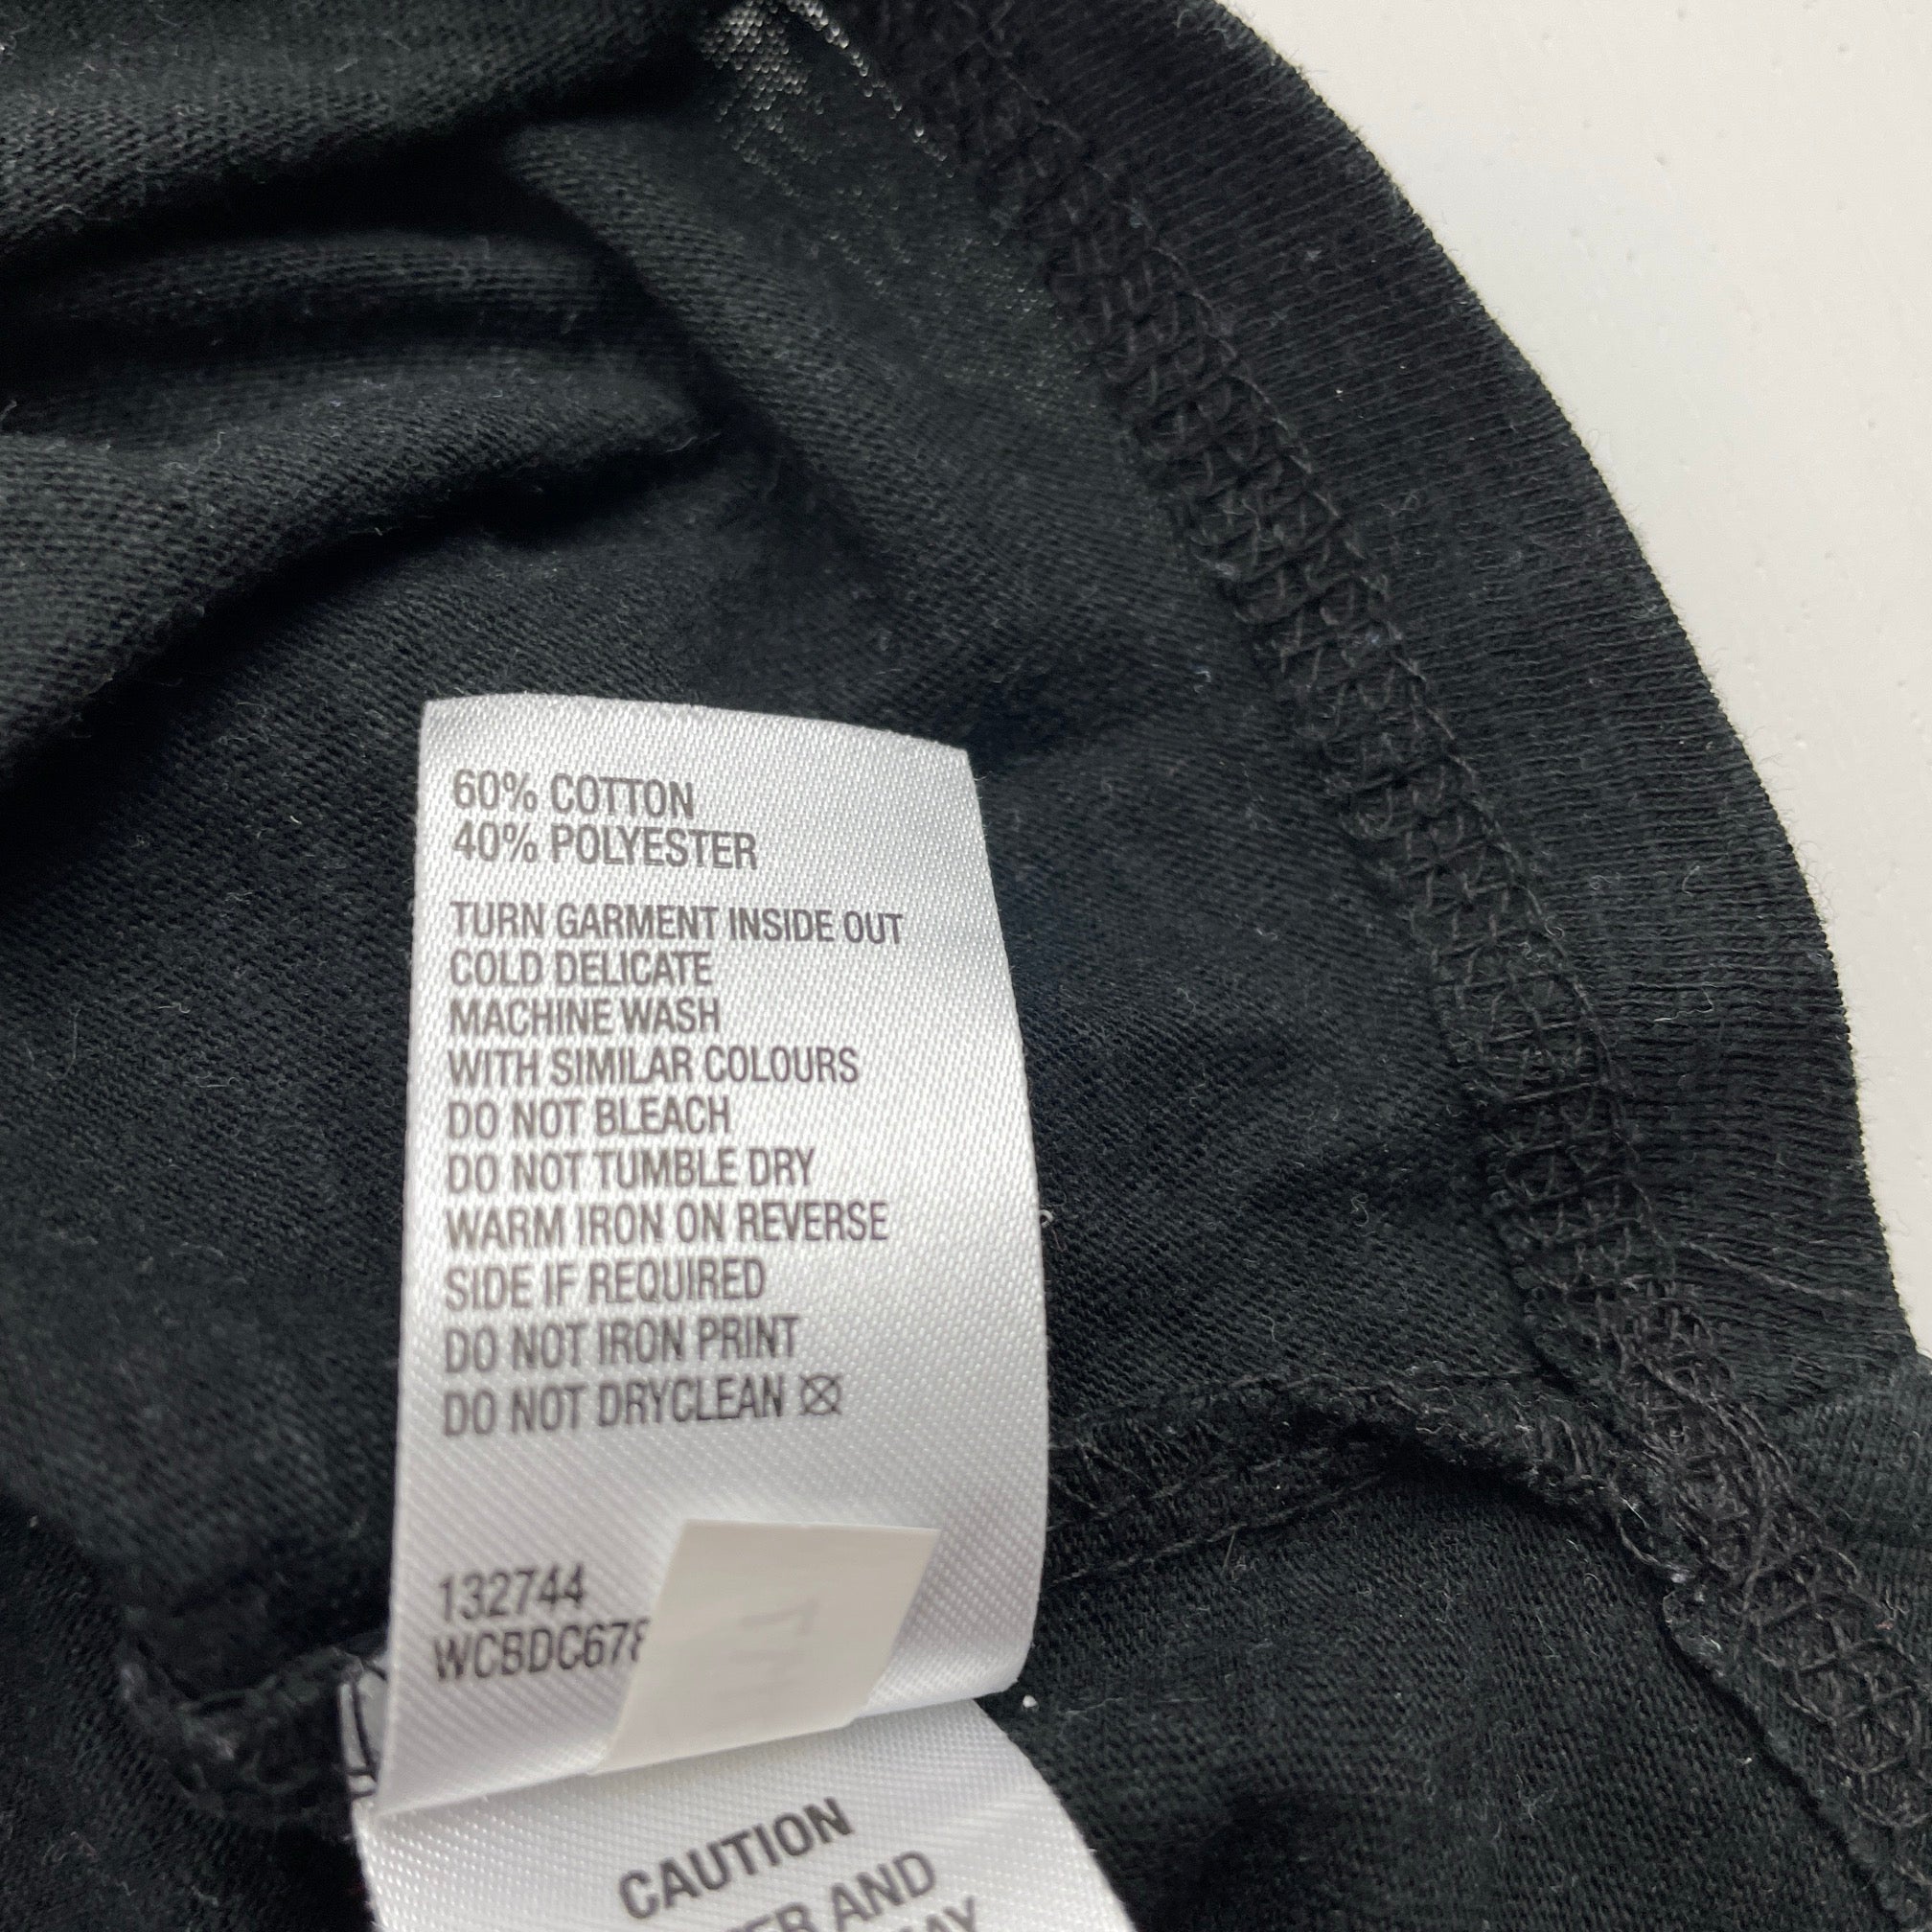 60% COTTON
40% POLYESTER
TURN GARMENT INSIDE OUT
COLD DELICATE
MACHINE WASH
WITH SIMILAR COLOURS
DO NOT BLEACH
DO NOT TUMBLE DRY
WARM IRON ON REVERSE
SIDE IF REQUIRED
DO NOT IRON PRINT
DO NOT DRYCLEAN
132744
CAUTION
AND